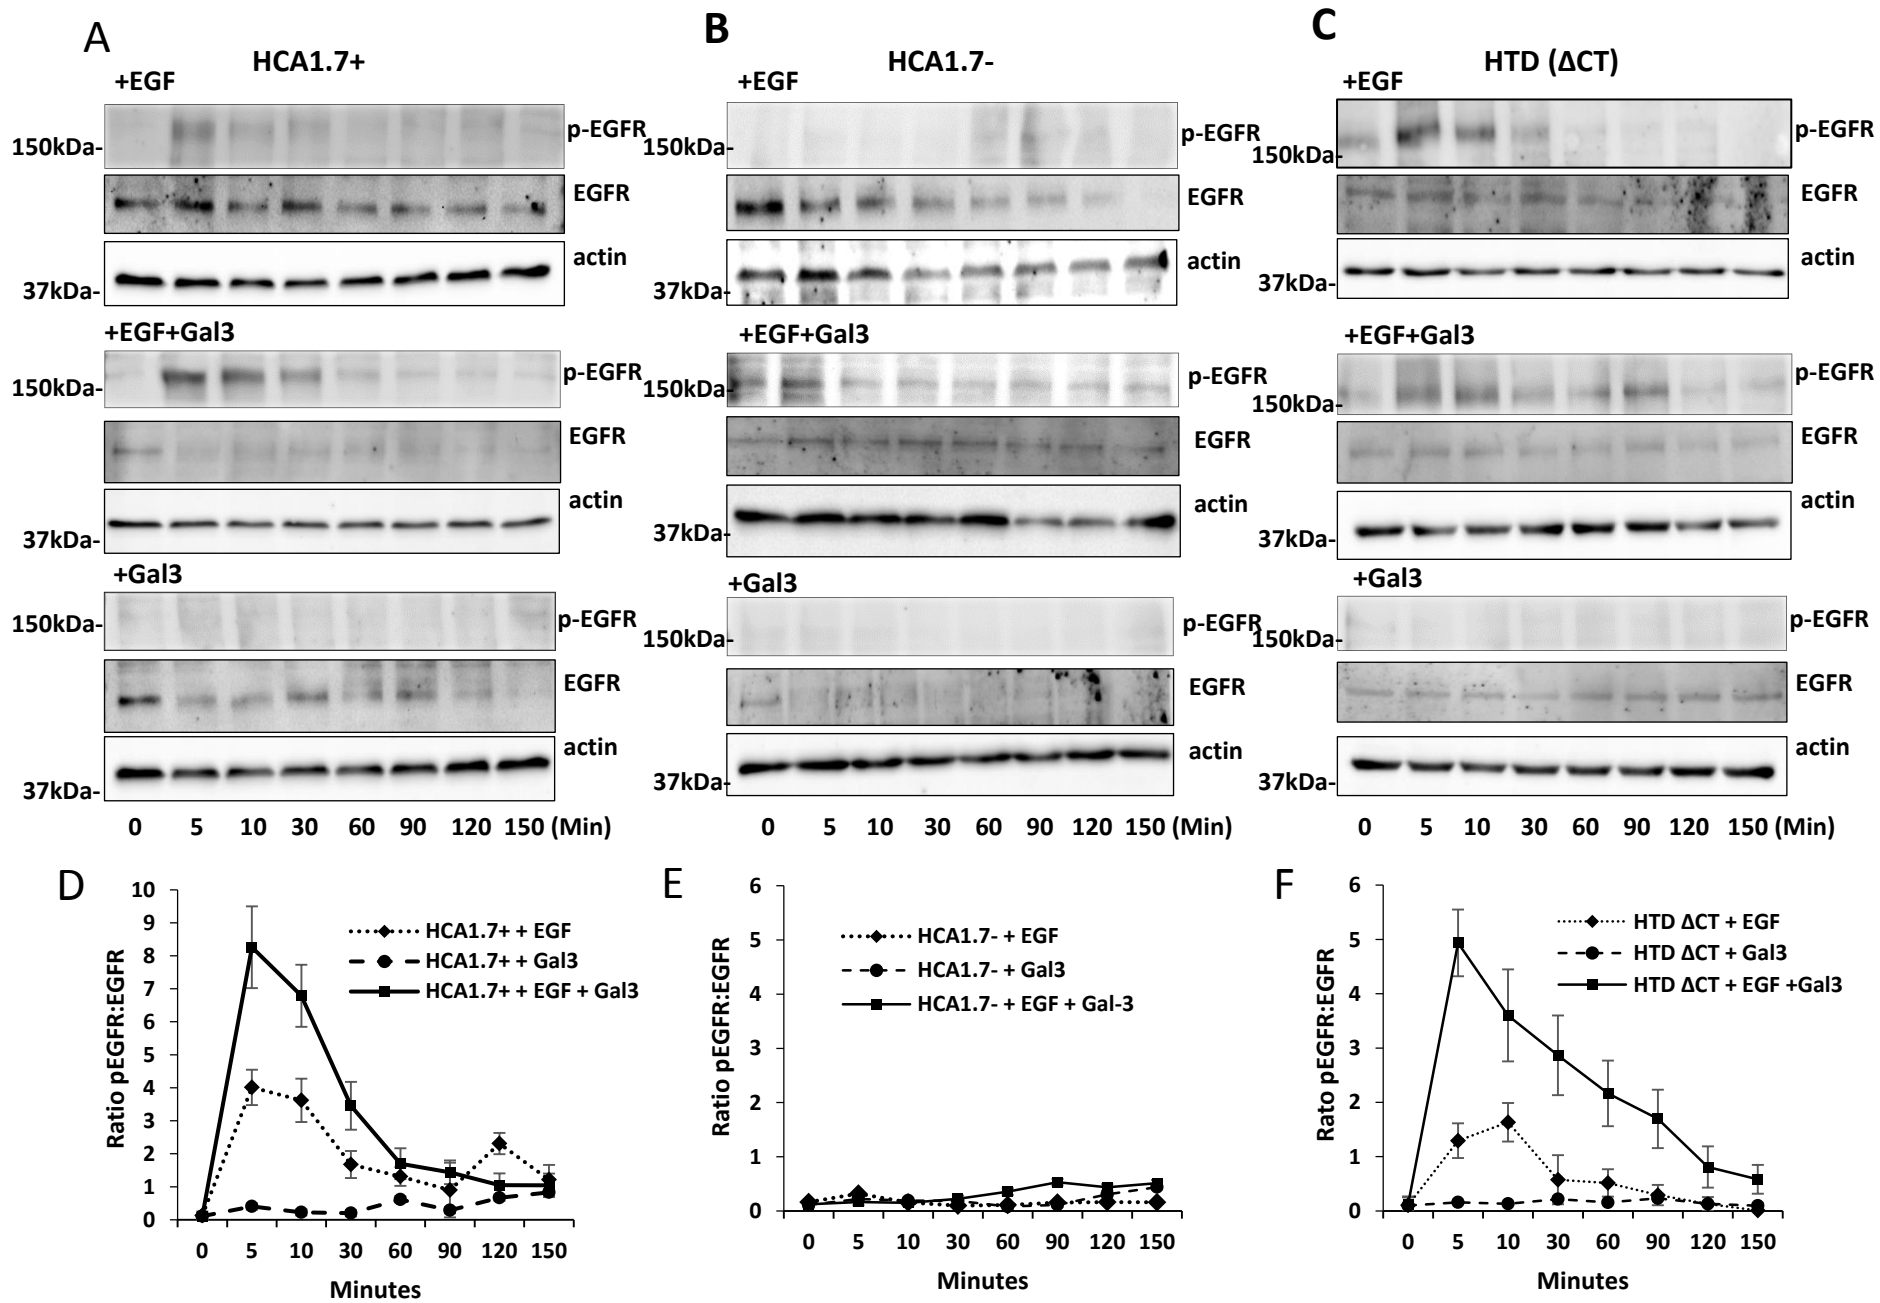 A
HCA1.7+
+EGF
150kDa-
p-EGFR
EGFR
actin
37kDa-
+EGF+Gal3
150kDa-
p-EGFR
EGFR
actin
37kDa-
+Gal3
150kDa-
p-EGFR
EGFR
actin
37kDa-
0 5 10 30 60 90 120 150 (Min)
B
HCA1.7-
+EGF
150kDa-
p-EGFR
EGFR
actin
37kDa-
+EGF+Gal3
150kDa-
p-EGFR
EGFR
actin
37kDa-
+Gal3
150kDa-
p-EGFR
EGFR
actin
37kDa-
0 5 10 30 60 90 120 150 (Min)
C
HTD (ΔCT)
+EGF
150kDa-
p-EGFR
EGFR
actin
37kDa-
+EGF+Gal3
150kDa-
p-EGFR
EGFR
actin
37kDa-
+Gal3
150kDa-
p-EGFR
EGFR
actin
37kDa-
0 5 10 30 60 90 120 150 (Min)
D
Ratio pEGFR:EGFR
10
9
8
7
6
5
4
3
2
1
0
HCA1.7+ + EGF
HCA1.7+ + Gal3
HCA1.7+ + EGF + Gal3
0 5 10 30 60 90 120 150
Minutes
E
Ratio pEGFR:EGFR
6
5
4
3
2
1
0
HCA1.7- + EGF
HCA1.7- + Gal3
HCA1.7- + EGF + Gal-3
0 5 10 30 60 90 120 150
Minutes
F
Rato pEGFR:EGFR
6
5
4
3
2
1
0
HTD ΔCT + EGF
HTD ΔCT + Gal3
HTD ΔCT + EGF +Gal3
0 5 10 30 60 90 120 150
Minutes